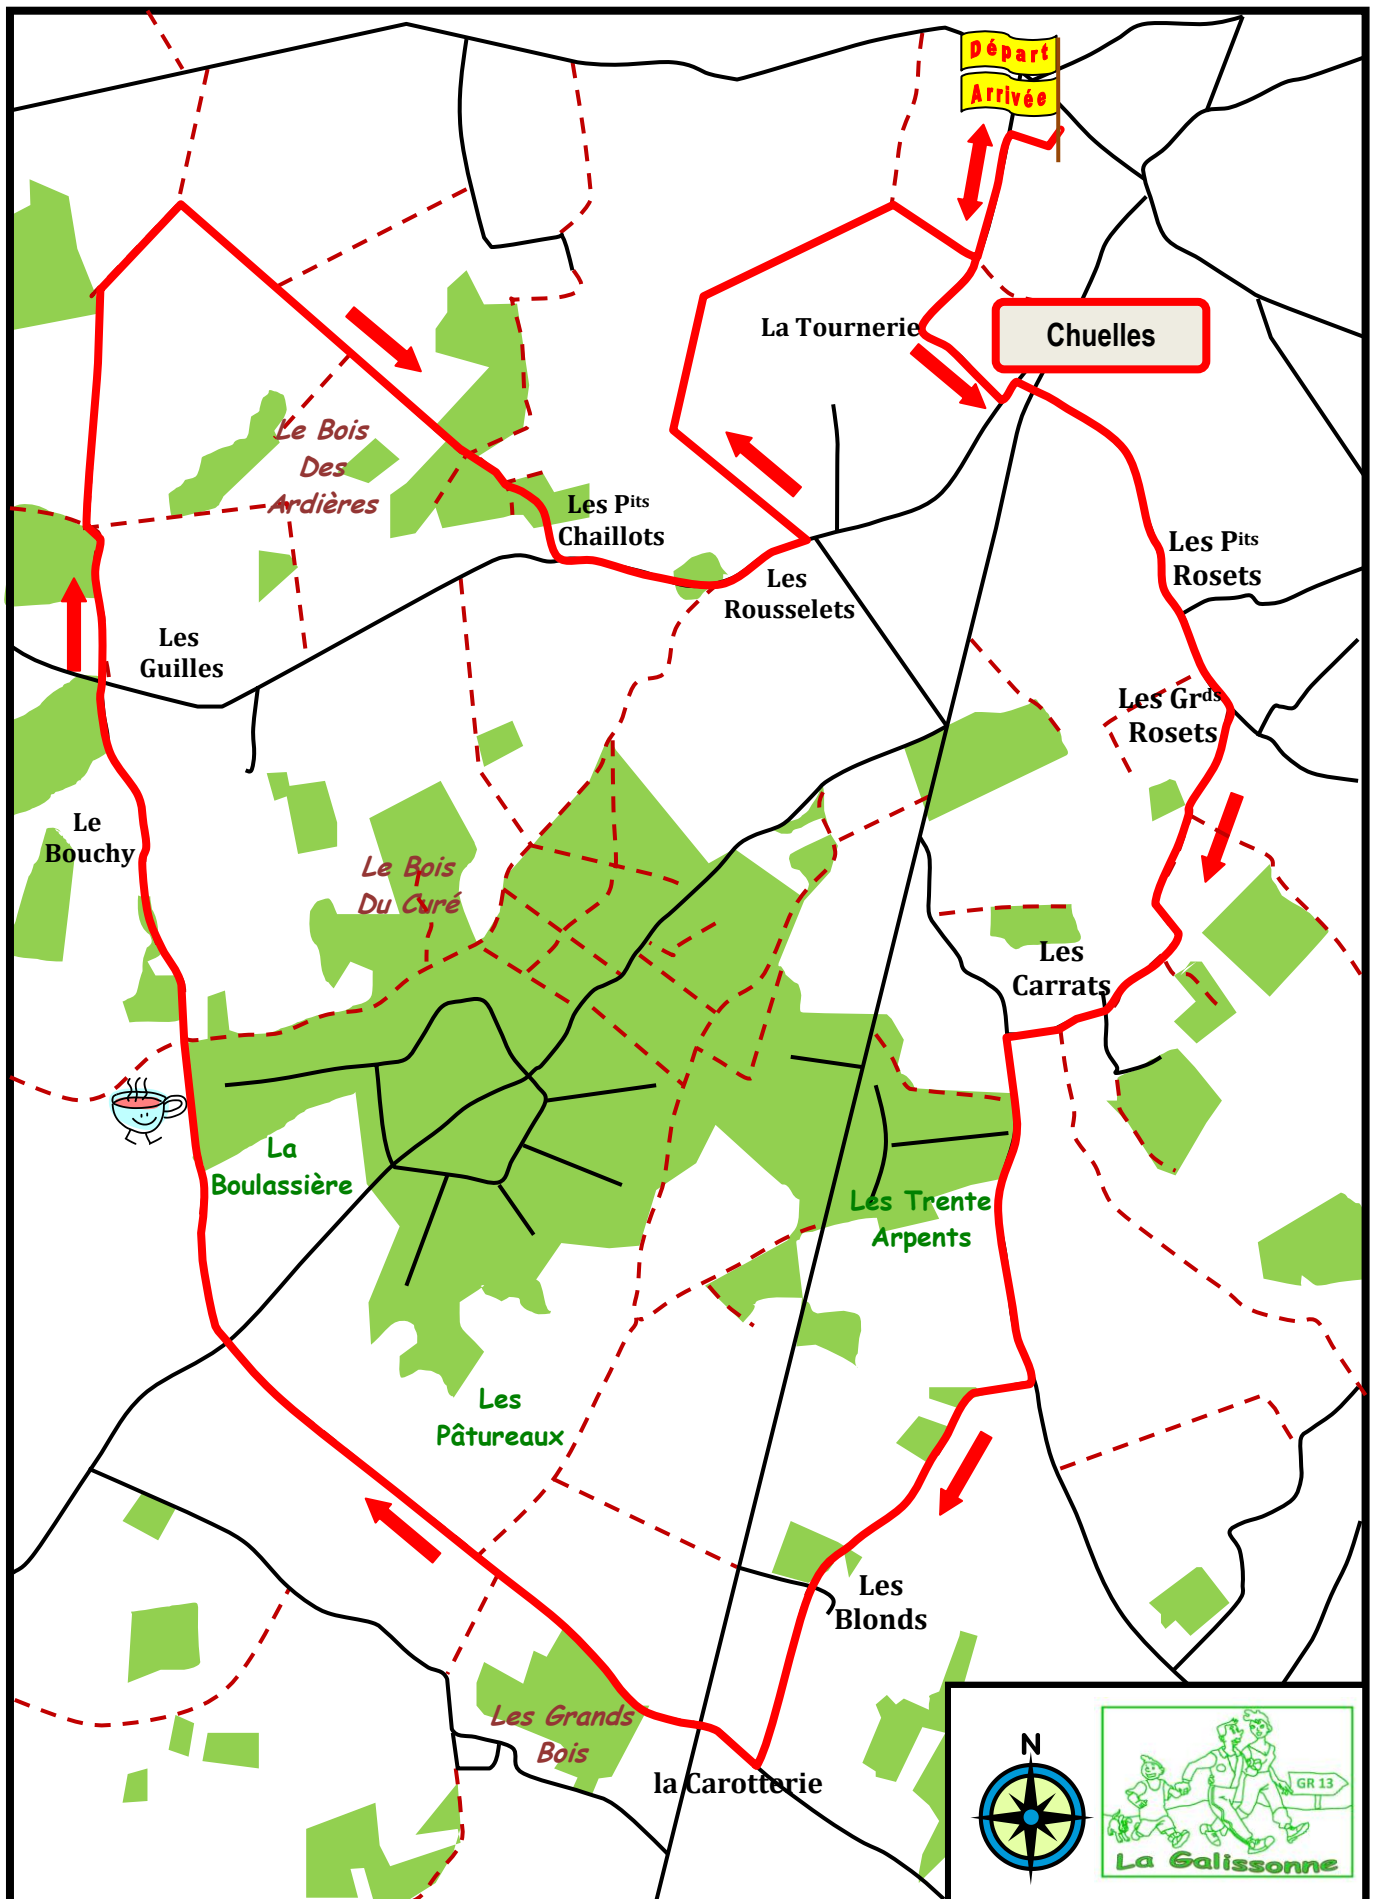 Départ
Arrivée
La Tournerie
Chuelles
Le Bois
Des
Ardières
Les Pits
Chaillots
Les
Rousselets
Les Pits
Rosets
Les
Guilles
Les Grds
Rosets
Le
Bouchy
Le Bois
Du Curé
Les
Carrats
La
Boulassière
Les Trente
Arpents
Les
Pâtureaux
Les
Blonds
Les Grands
Bois
la Carotterie
N
GR 13
La Galissonne